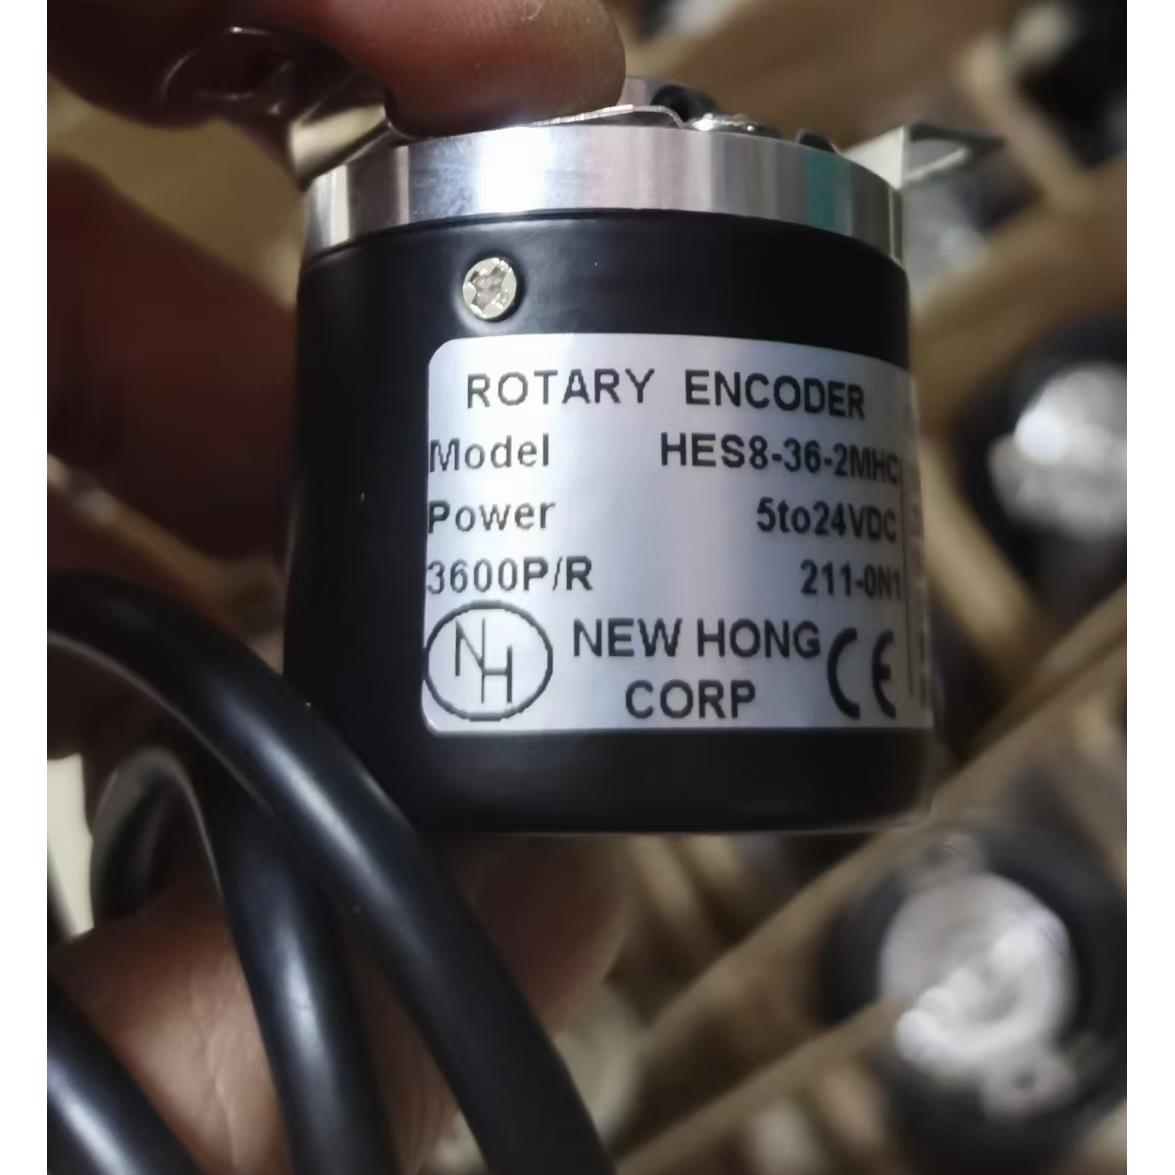 ROTARY ENCODER
Model HES8-36-2MHC
Power 5to24VDC
3600P/R 211-0N1
NH NEW HONG CORP CE